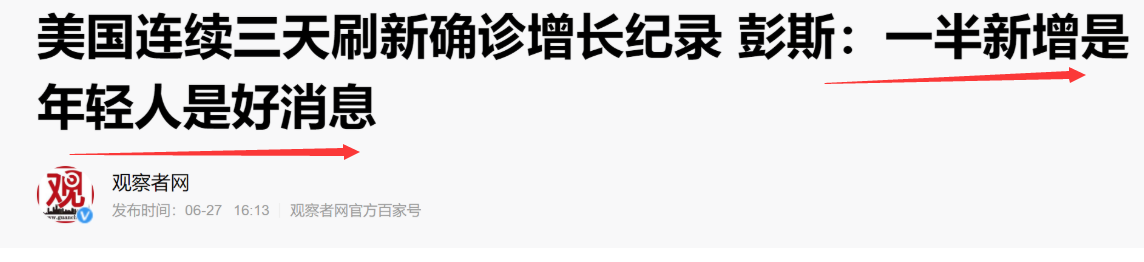 美国连续三天刷新确诊增长纪录 彭斯：一半新增是
年轻人是好消息
观察者网
发布时间：06-27 16:13 观察者网官方百家号
观